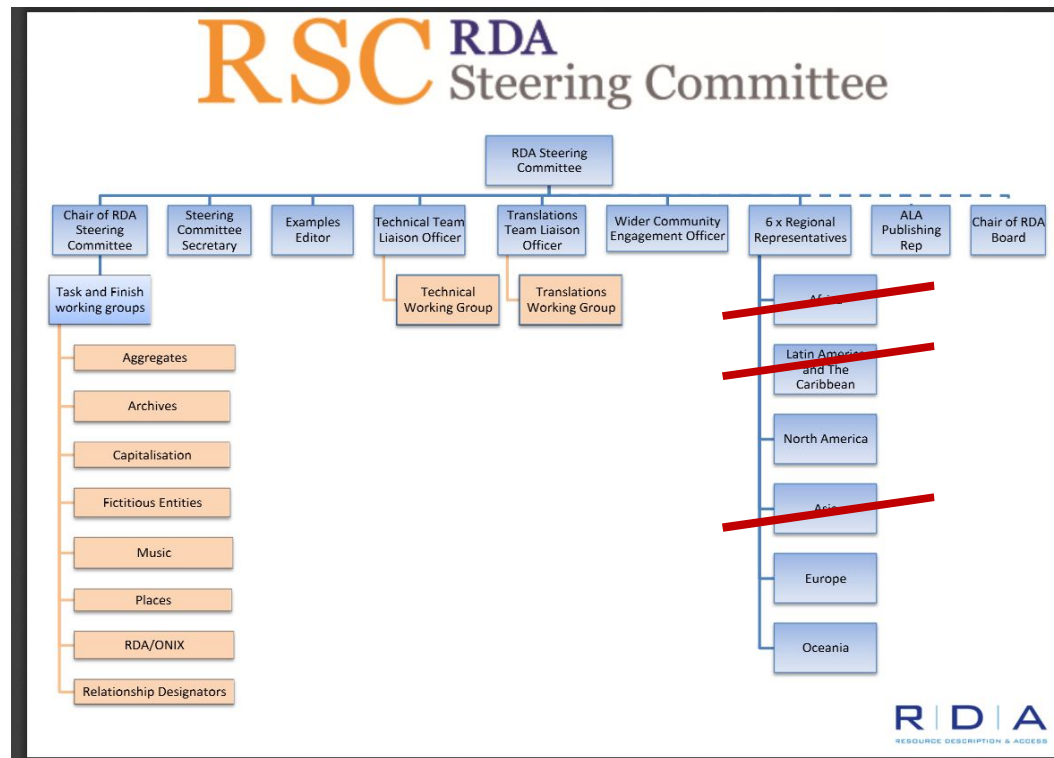 RSC RDA
Steering Committee
RDA Steering
Committee
Chair of RDA
Steering
Committee
Steering
Committee
Secretary
Examples
Editor
Technical Team
Liaison Officer
Translations
Team Liaison
Officer
Wider Community
Engagement Officer
6 x Regional
Representatives
ALA
Publishing
Rep
Chair of RDA
Board
Task and Finish
working groups
Technical
Working Group
Translations
Working Group
Africa
Aggregates
Latin America
and The
Caribbean
Archives
North America
Capitalisation
Fictitious Entities
Asia
Music
Europe
Places
RDA/ONIX
Oceania
Relationship Designators
R | D | A
RESOURCE DESCRIPTION & ACCESS